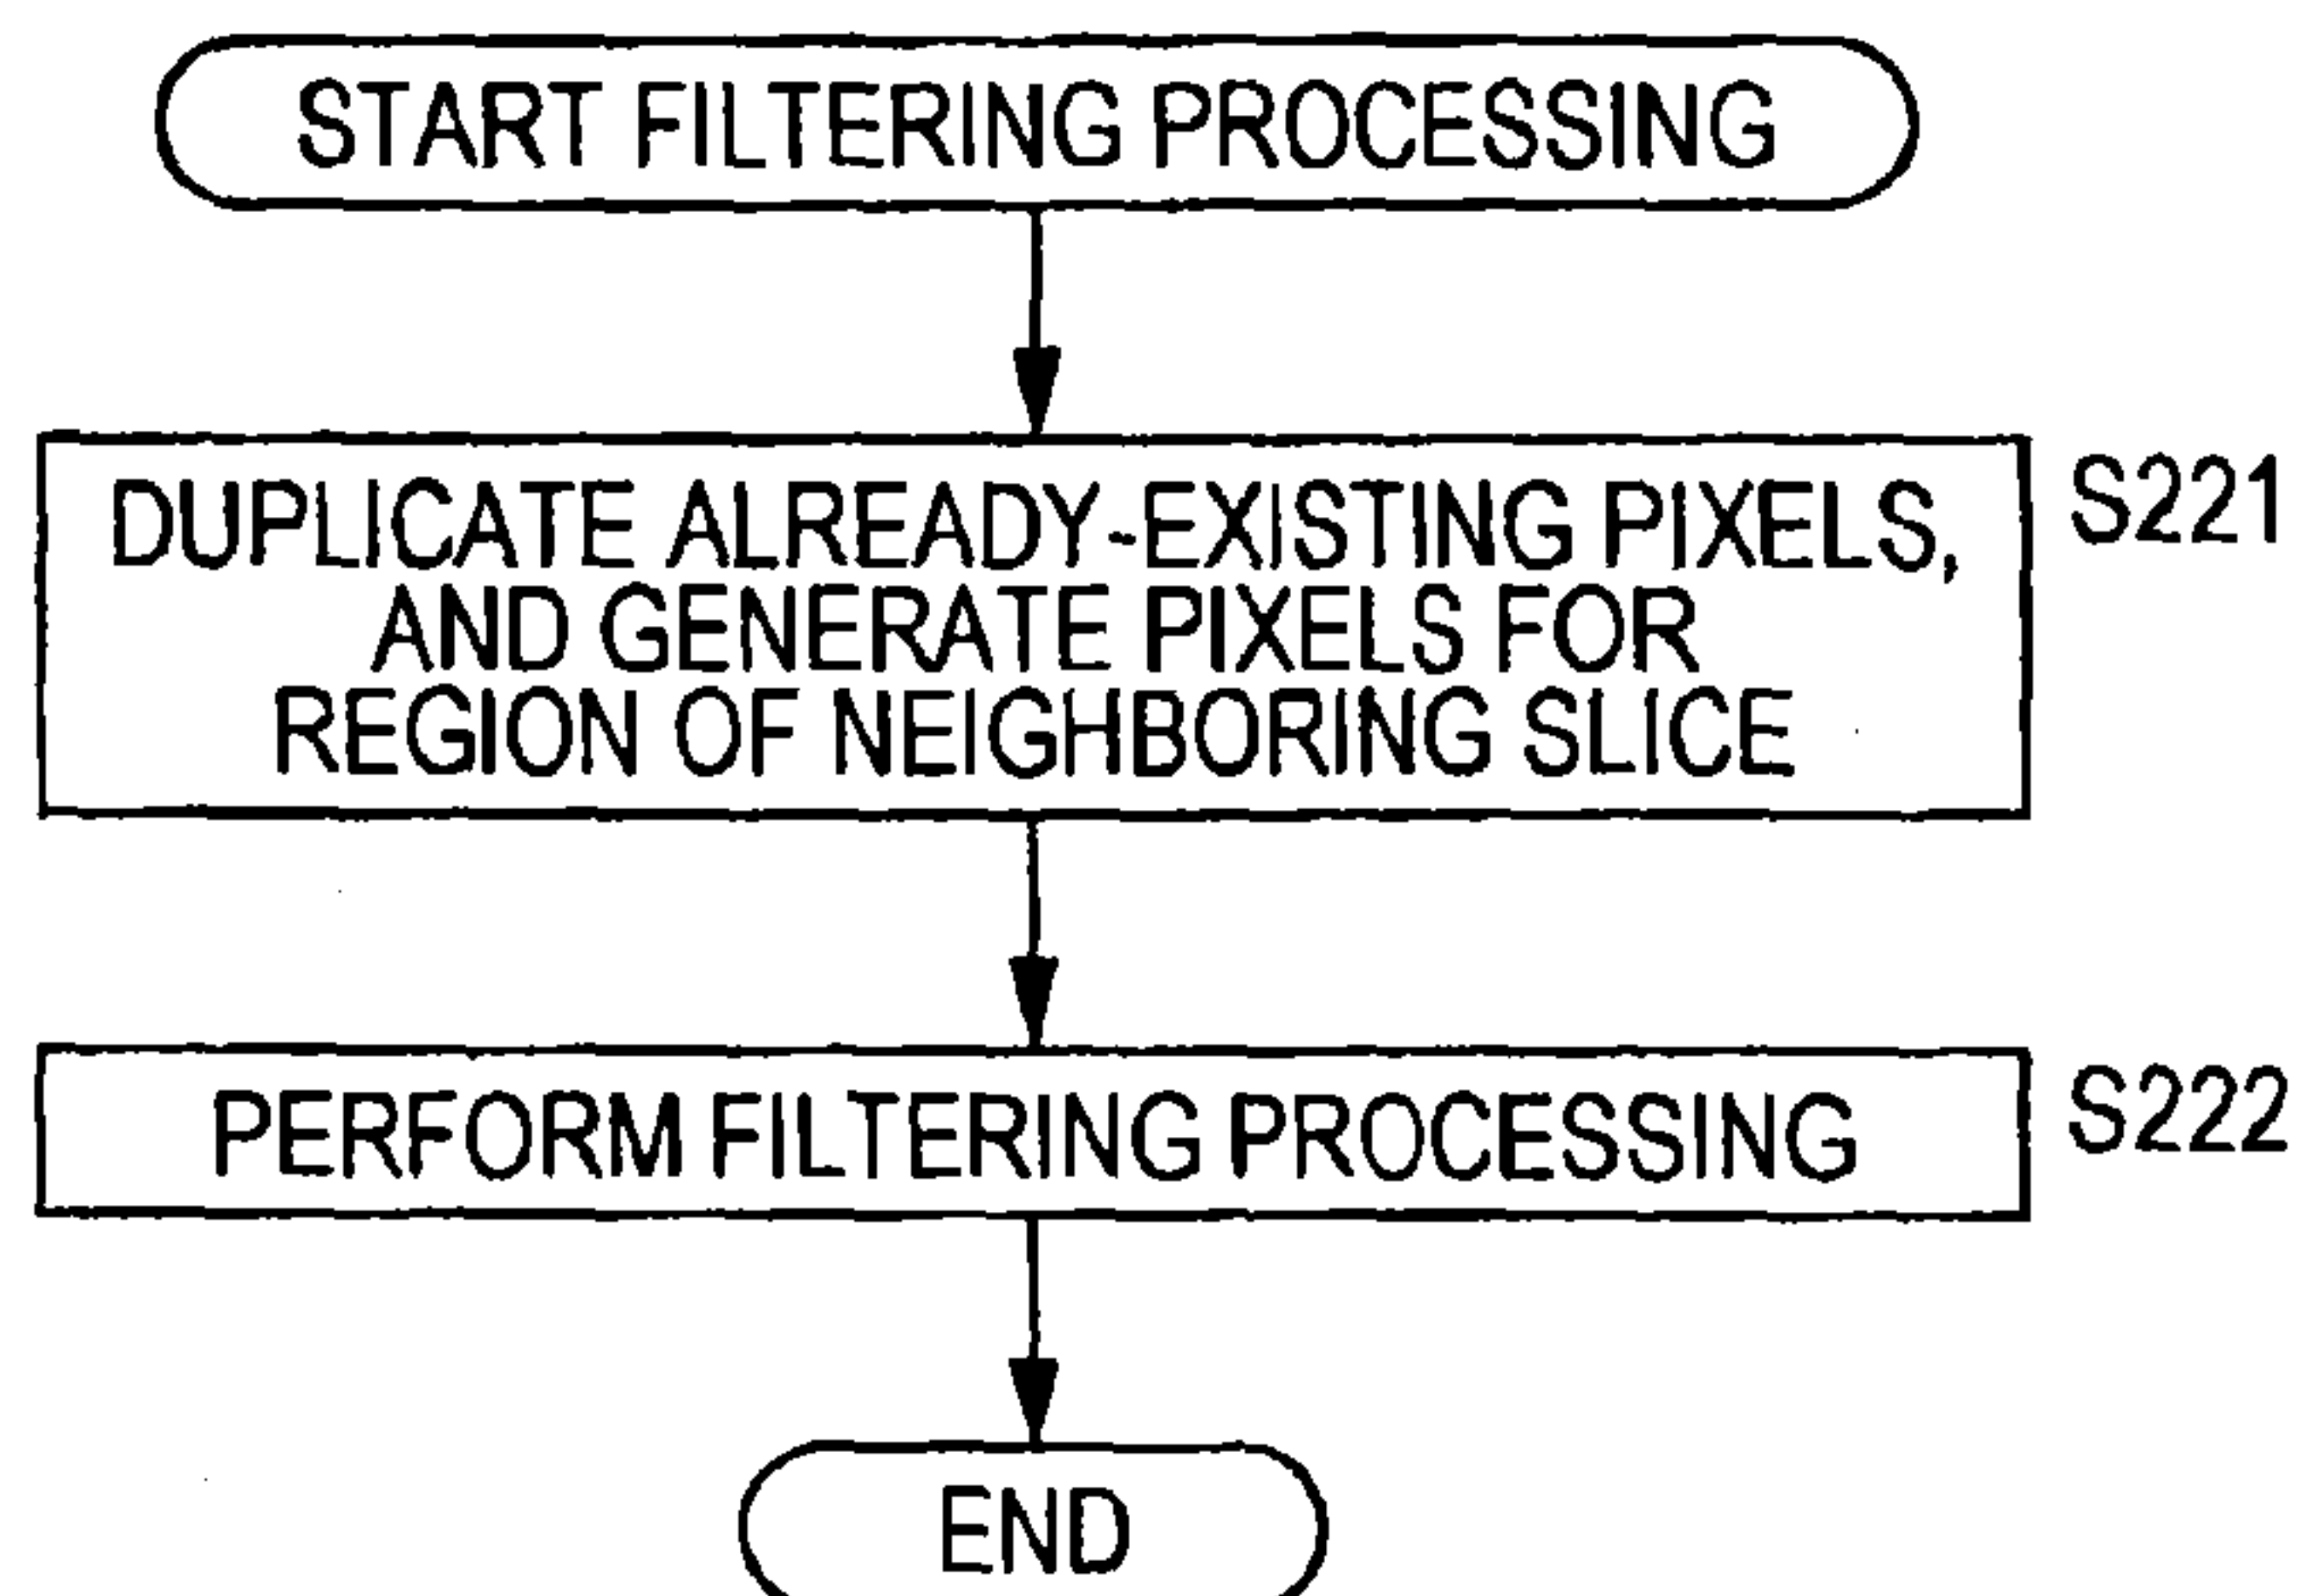 START FILTERING PROCESSING
DUPLICATE ALREADY-EXISTING PIXELS,
AND GENERATE PIXELS FOR
REGION OF NEIGHBORING SLICE
S221
PERFORM FILTERING PROCESSING
S222
END